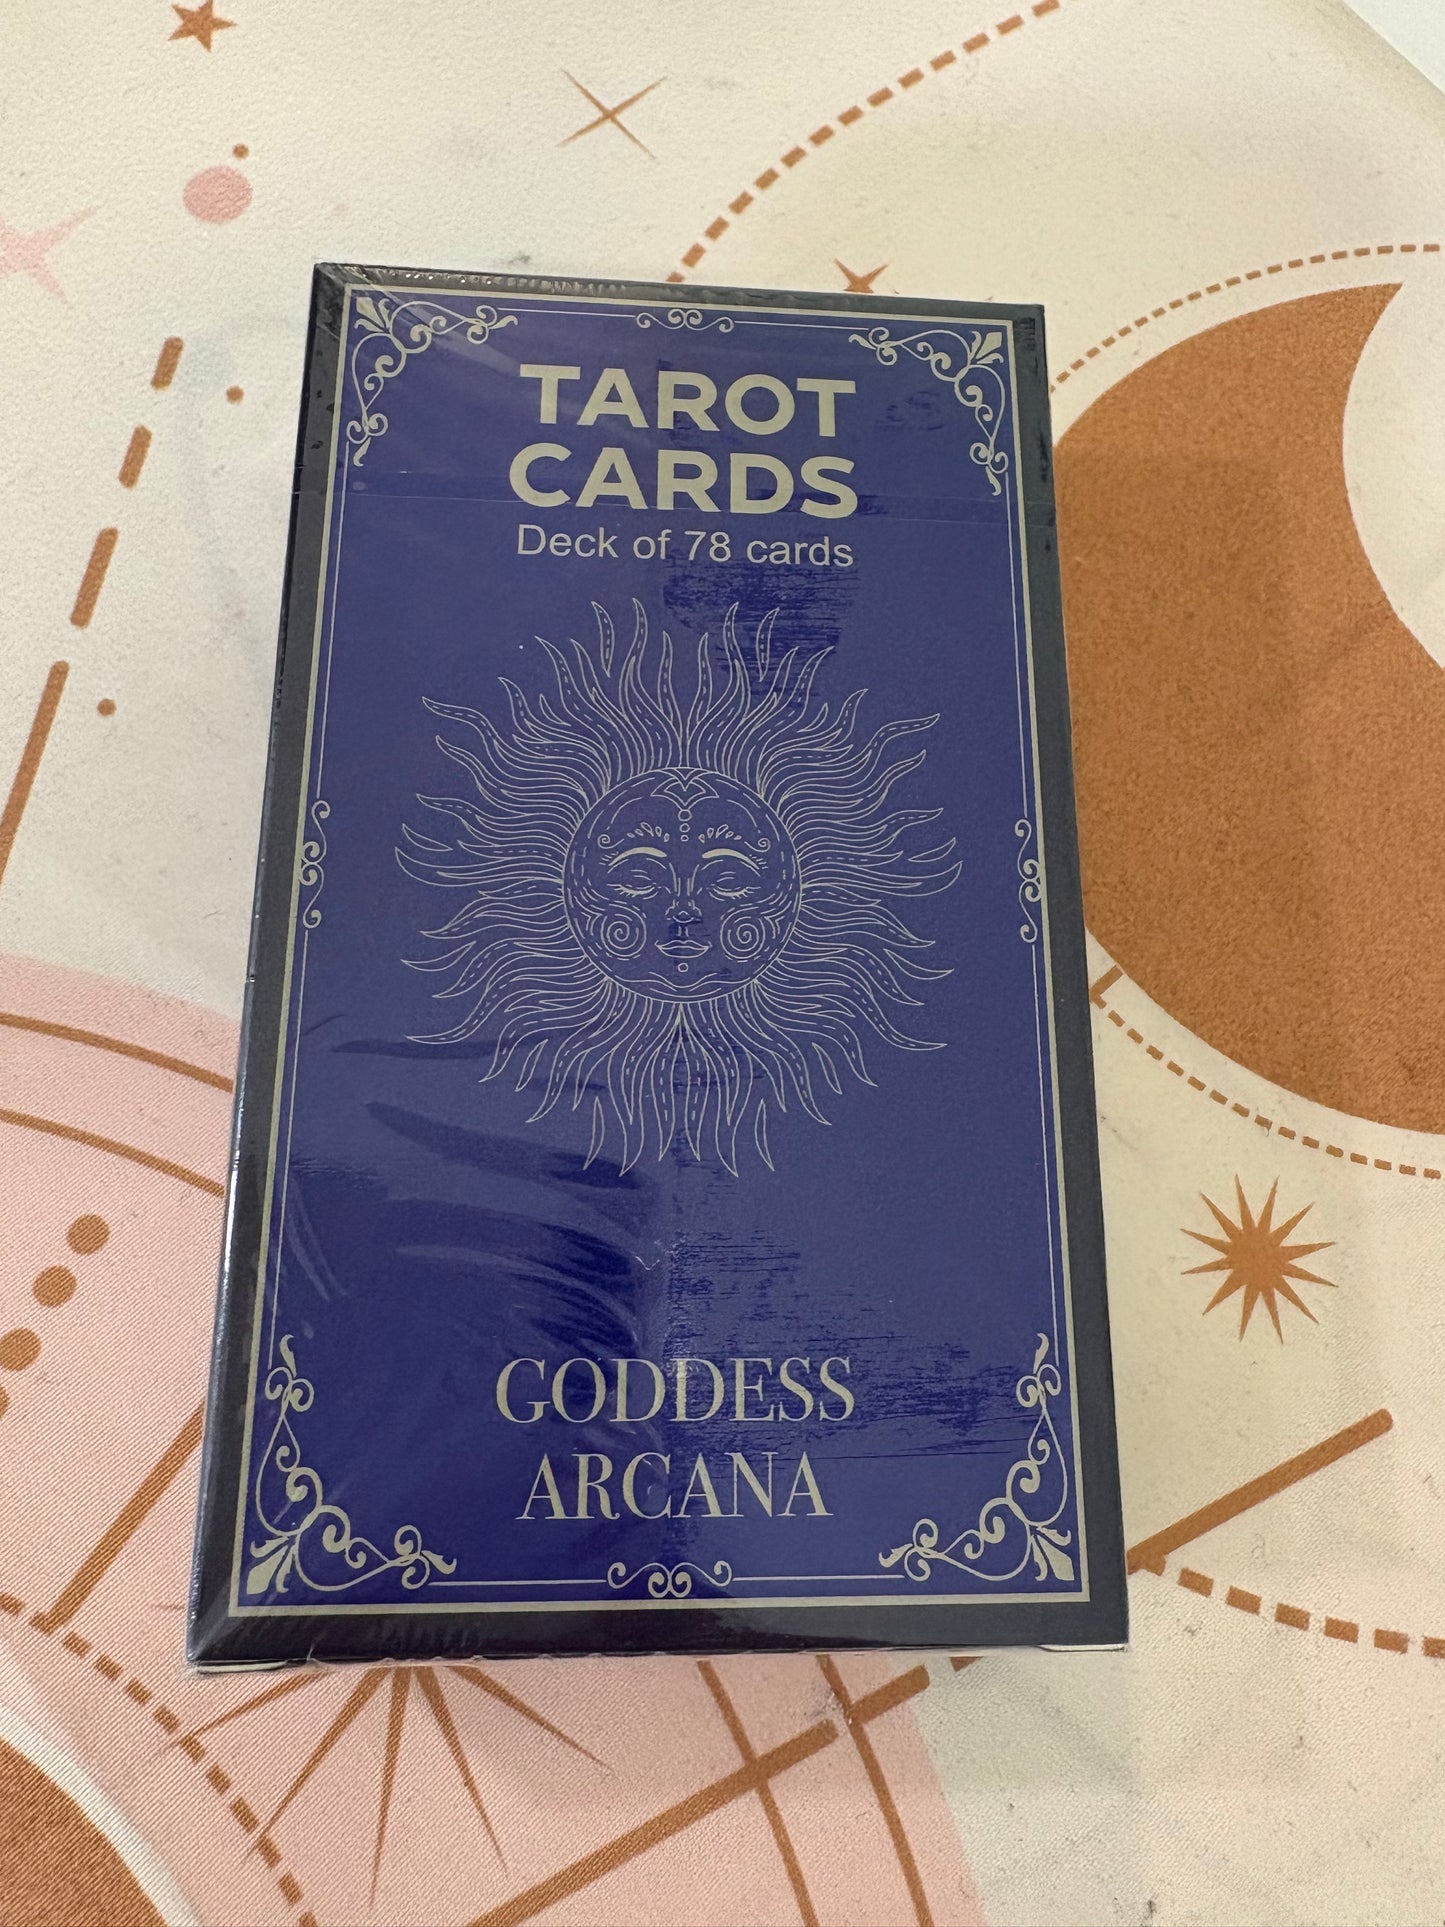 TAROT
CARDS
Deck of 78 cards
GODDESS
ARCANA